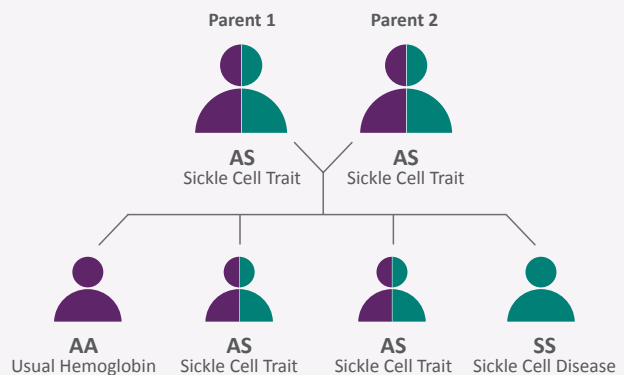 Parent 1 Parent 2
AS AS
Sickle Cell Trait Sickle Cell Trait
AA AS AS SS
Usual Hemoglobin Sickle Cell Trait Sickle Cell Trait Sickle Cell Disease